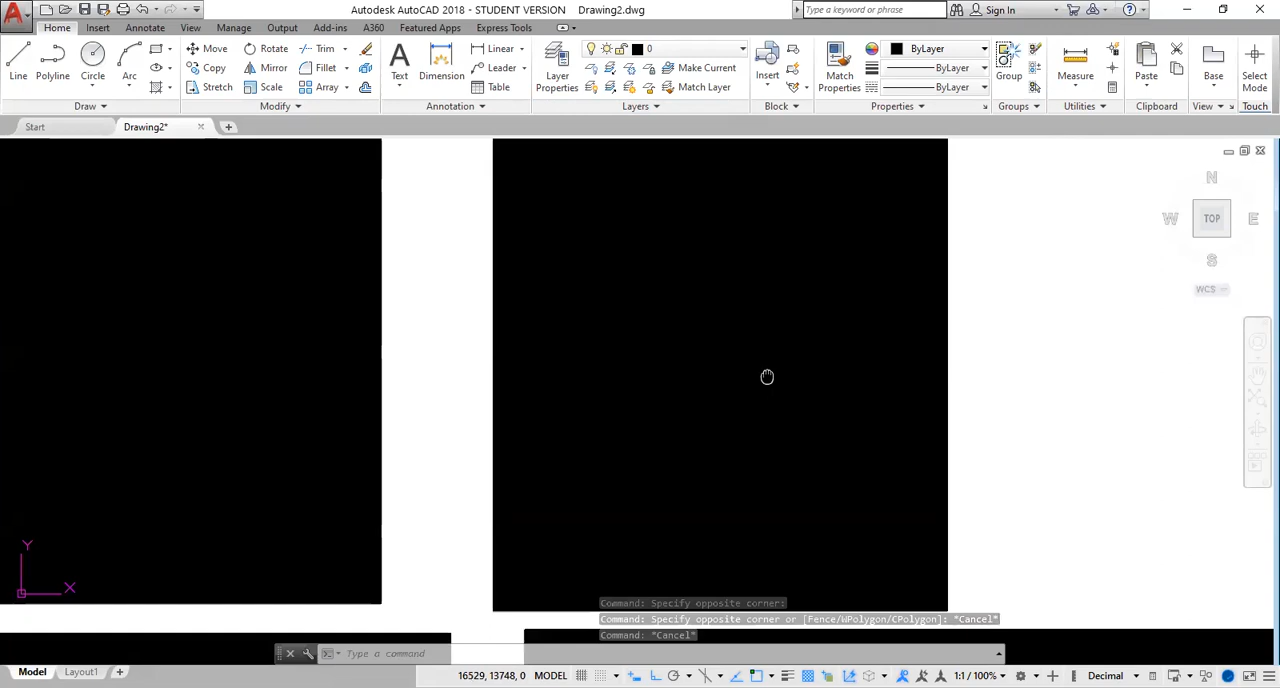 Autodesk AutoCAD 2018 - STUDENT VERSION Drawing2.dwg Type a keyword or phrase Sign In
Home Insert Annotate View Manage Output Add-ins A360 Featured Apps Express Tools
Line Polyline Circle Arc Move Rotate Trim Copy Mirror Fillet Stretch Scale Array
Text Dimension Linear Leader Table
Layer Properties 0 Make Current Match Layer
Insert Match Properties ByLayer ByLayer ByLayer
Group Measure Paste Base Select Mode
Draw Modify Annotation Layers Block Properties Groups Utilities Clipboard View Touch
Start Drawing2*
N
W TOP E
S
WCS
Y
X
Command: Specify opposite corner:
Command: Specify opposite corner or [Fence/WPolygon/CPolygon]: *Cancel*
Command: *Cancel*
Type a command
Model Layout1 16529, 13748, 0 MODEL 1:1 / 100% Decimal